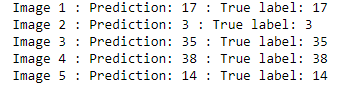 Image 1 : Prediction: 17 : True label: 17
Image 2 : Prediction: 3 : True label: 3
Image 3 : Prediction: 35 : True label: 35
Image 4 : Prediction: 38 : True label: 38
Image 5 : Prediction: 14 : True label: 14